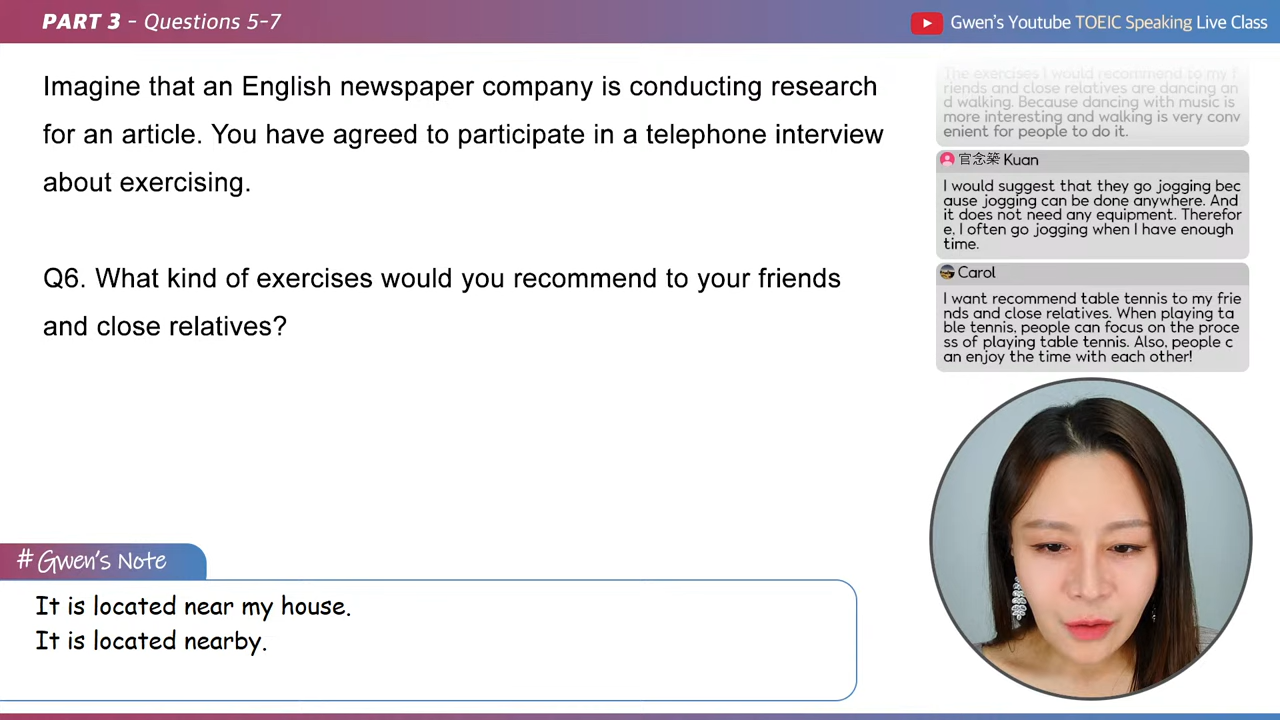 PART 3 - Questions 5-7
Gwen's Youtube TOEIC Speaking Live Class
Imagine that an English newspaper company is conducting research
for an article. You have agreed to participate in a telephone interview
about exercising.
Q6. What kind of exercises would you recommend to your friends
and close relatives?
The exercises I would recommend to my f
riends and close relatives are dancing an
d walking. Because dancing with music is
more interesting and walking is very conv
enient for people to do it.
官念築 Kuan
I would suggest that they go jogging bec
ause jogging can be done anywhere. And
it does not need any equipment. Therefor
e, I often go jogging when I have enough
time.
Carol
I want recommend table tennis to my frie
nds and close relatives. When playing ta
ble tennis, people can focus on the proce
ss of playing table tennis. Also, people c
an enjoy the time with each other!
# Gwen's Note
It is located near my house.
It is located nearby.